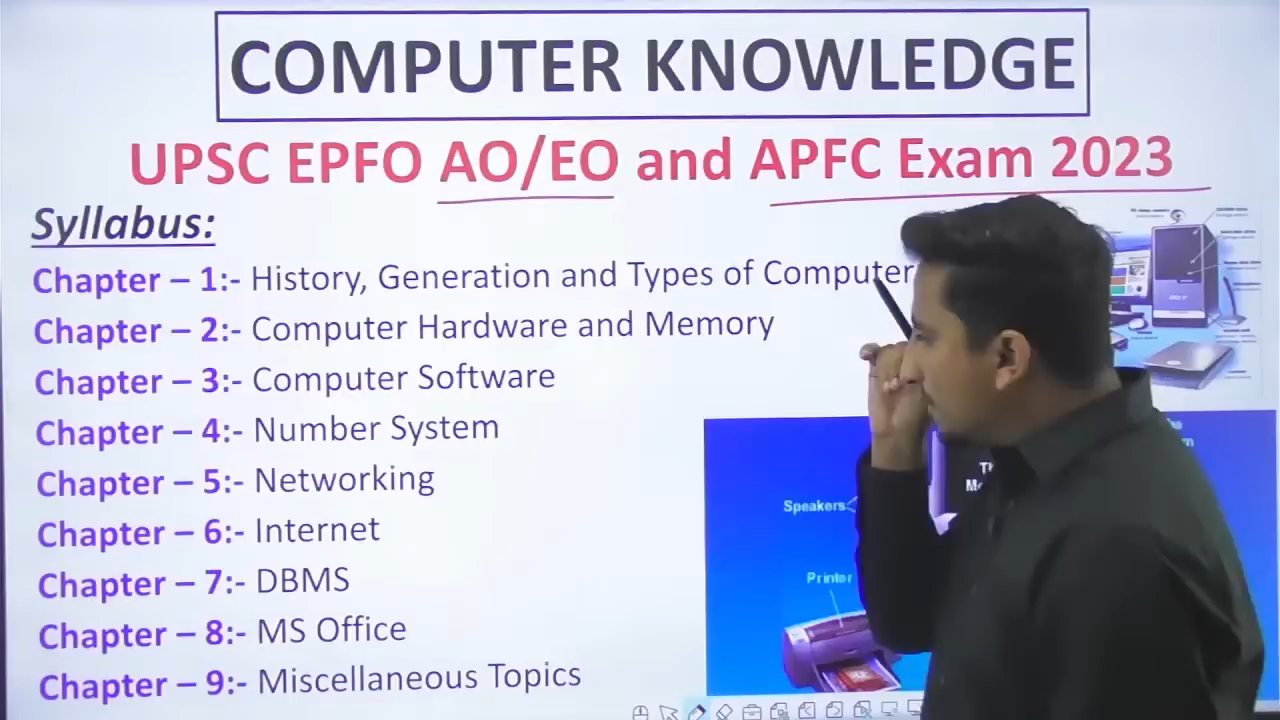 COMPUTER KNOWLEDGE
UPSC EPFO AO/EO and APFC Exam 2023
Syllabus:
Chapter – 1:- History, Generation and Types of Computer
Chapter – 2:- Computer Hardware and Memory
Chapter – 3:- Computer Software
Chapter – 4:- Number System
Chapter – 5:- Networking
Chapter – 6:- Internet
Chapter – 7:- DBMS
Chapter – 8:- MS Office
Chapter – 9:- Miscellaneous Topics
Speakers
Printer